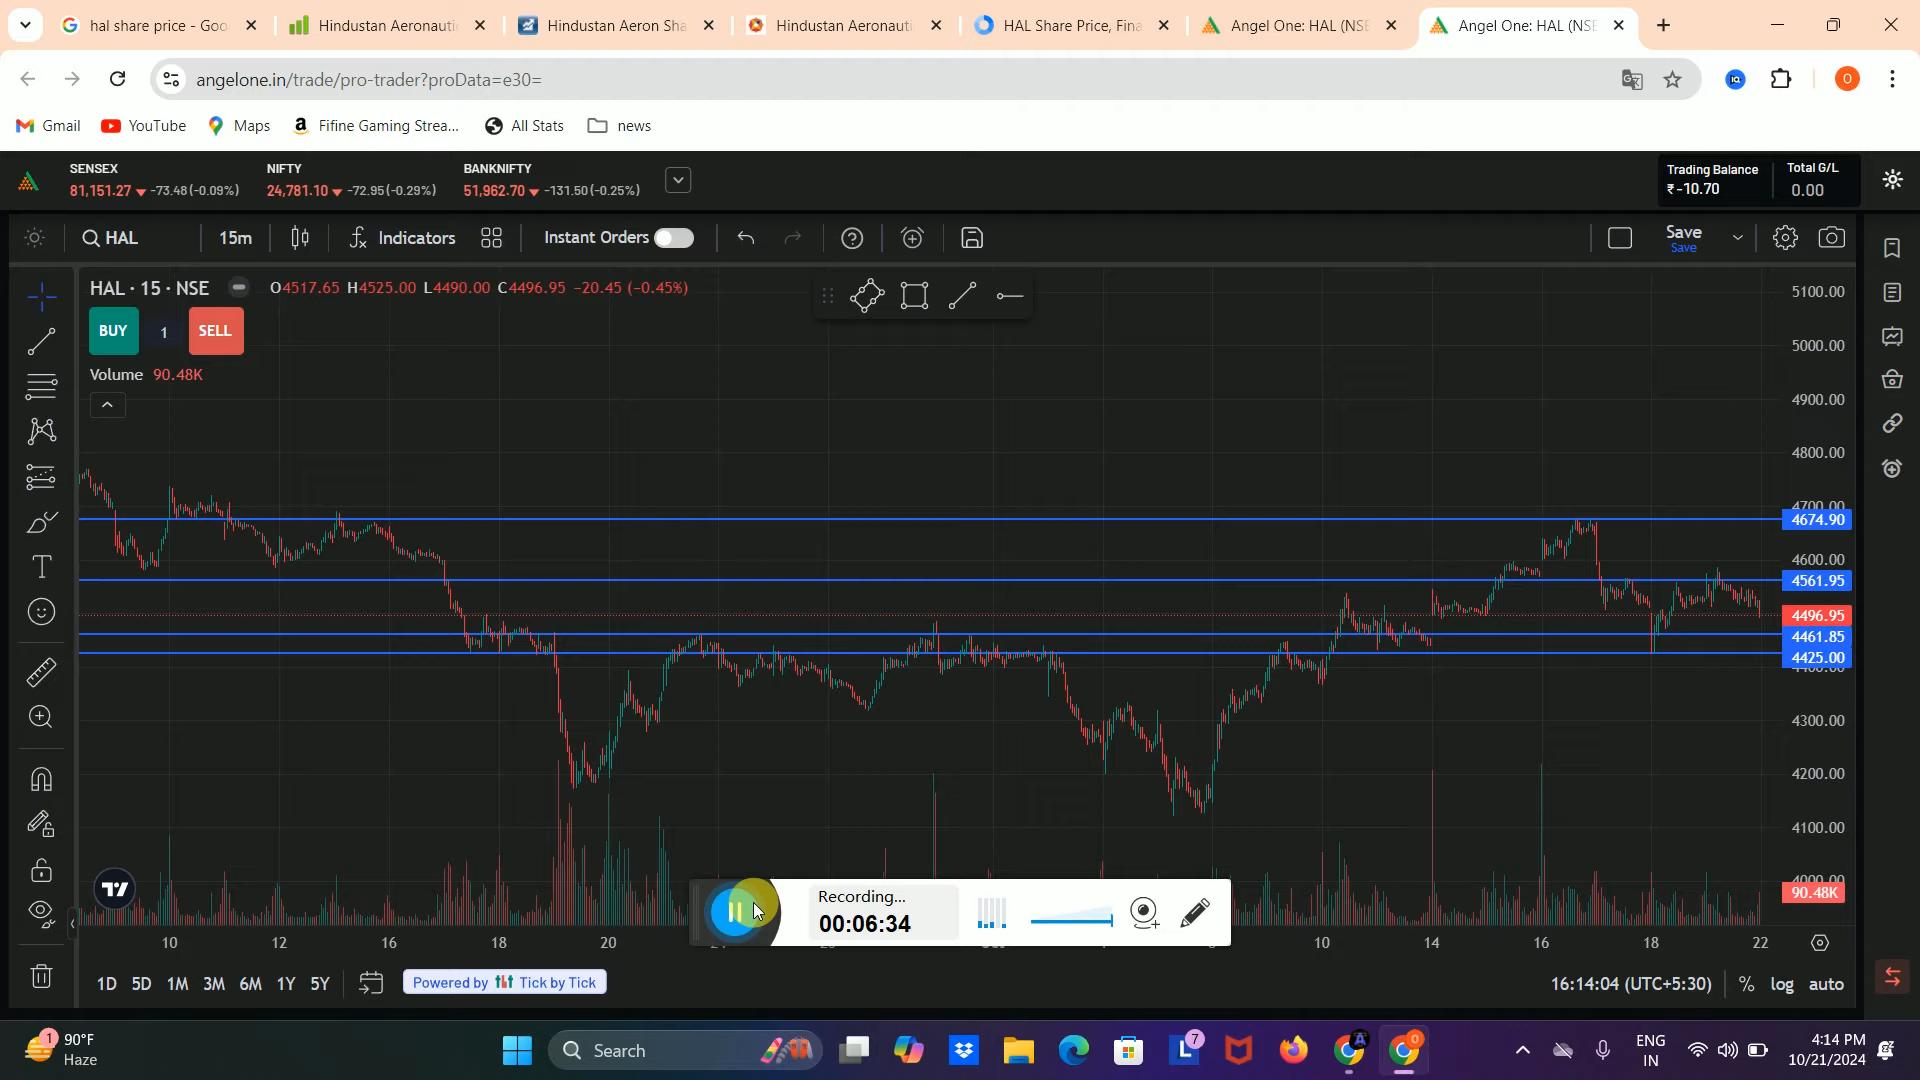 hal share price - Goo
Hindustan Aeronauti
Hindustan Aeron Sha
Hindustan Aeronauti
HAL Share Price, Fina
Angel One: HAL (NSE
Angel One: HAL (NSE
angelone.in/trade/pro-trader?proData=e30=
O
Gmail
YouTube
Maps
Fifine Gaming Strea...
All Stats
news
SENSEX
81,151.27 -73.48 (-0.09%)
NIFTY
24,781.10 -72.95 (-0.29%)
BANKNIFTY
51,962.70 -131.50 (-0.25%)
Trading Balance
₹-10.70
Total G/L
0.00
HAL
15m
Indicators
Instant Orders
Save
Save
HAL · 15 · NSE
O4517.65 H4525.00 L4490.00 C4496.95 -20.45 (-0.45%)
BUY
1
SELL
Volume 90.48K
5100.00
5000.00
4900.00
4800.00
4700.00
4674.90
4600.00
4561.95
4496.95
4461.85
4425.00
4400.00
4300.00
4200.00
4100.00
4000.00
90.48K
Recording...
00:06:34
10 12 16 18 20 10 14 16 18 22
1D 5D 1M 3M 6M 1Y 5Y
Powered by Tick by Tick
16:14:04 (UTC+5:30)
% log auto
1
90°F
Haze
Search
7
ENG
IN
4:14 PM
10/21/2024